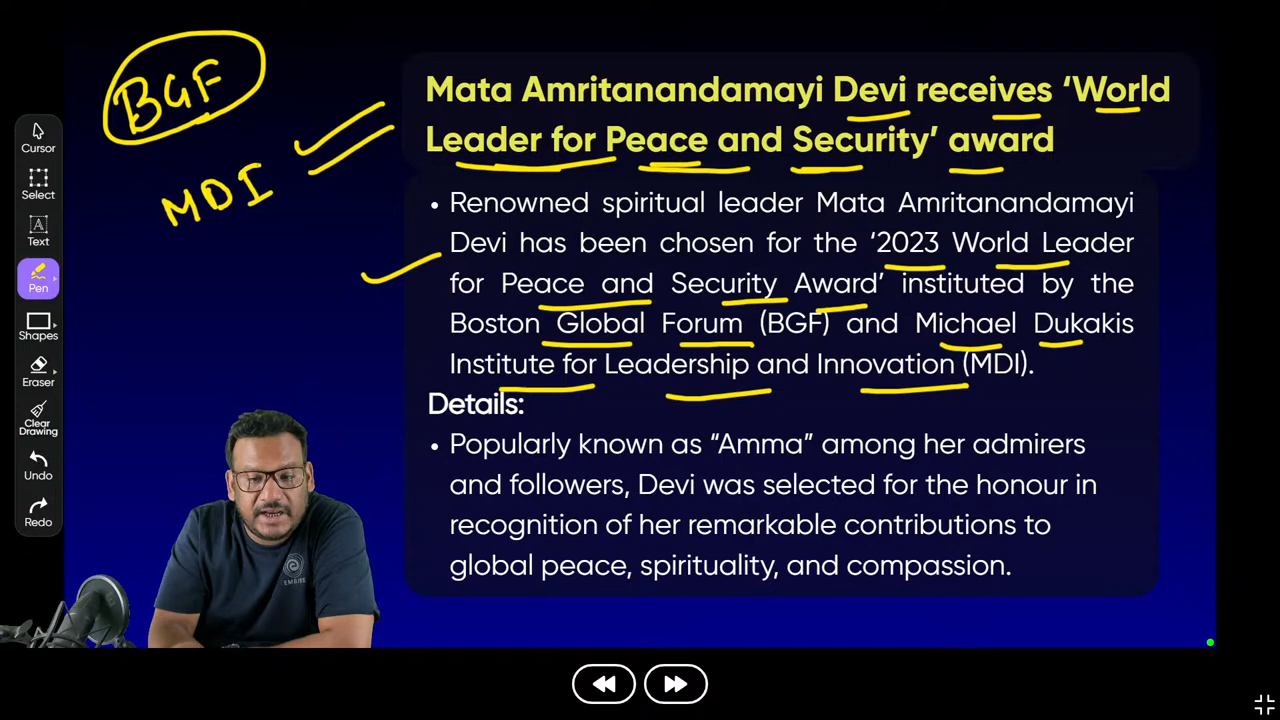 BGF
MDI
Mata Amritanandamayi Devi receives ‘World
Leader for Peace and Security’ award
• Renowned spiritual leader Mata Amritanandamayi
Devi has been chosen for the ‘2023 World Leader
for Peace and Security Award’ instituted by the
Boston Global Forum (BGF) and Michael Dukakis
Institute for Leadership and Innovation (MDI).
Details:
• Popularly known as “Amma” among her admirers
and followers, Devi was selected for the honour in
recognition of her remarkable contributions to
global peace, spirituality, and compassion.
Cursor
Select
A
Text
Pen
Shapes
Eraser
Clear
Drawing
Undo
Redo